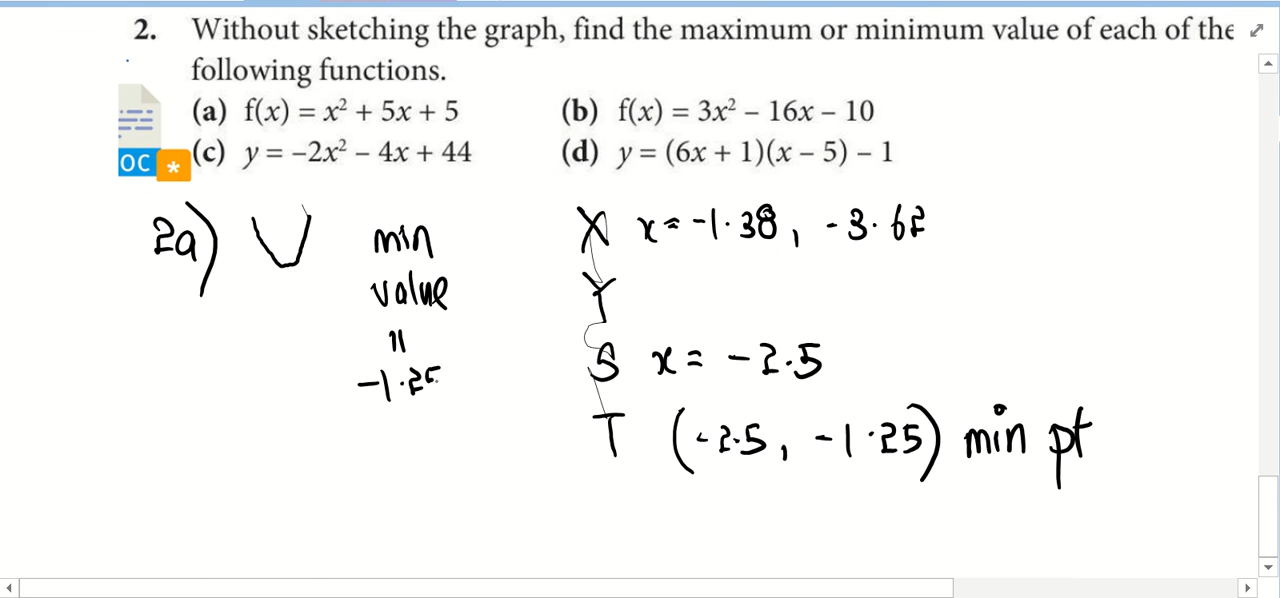 2. Without sketching the graph, find the maximum or minimum value of each of the
following functions.
(a) f(x) = x² + 5x + 5 (b) f(x) = 3x² – 16x – 10
OC * (c) y = –2x² – 4x + 44 (d) y = (6x + 1)(x – 5) – 1
2a) min value = -1.25
X x = -1.38, -3.62
Y
S x = -2.5
T (-2.5, -1.25) min pt